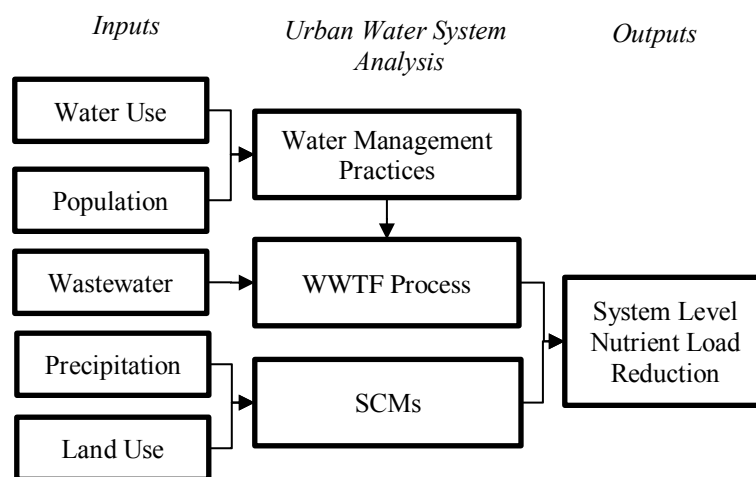 Inputs
Urban Water System
Analysis
Outputs
Water Use
Population
Wastewater
Precipitation
Land Use
Water Management
Practices
WWTF Process
SCMs
System Level
Nutrient Load
Reduction